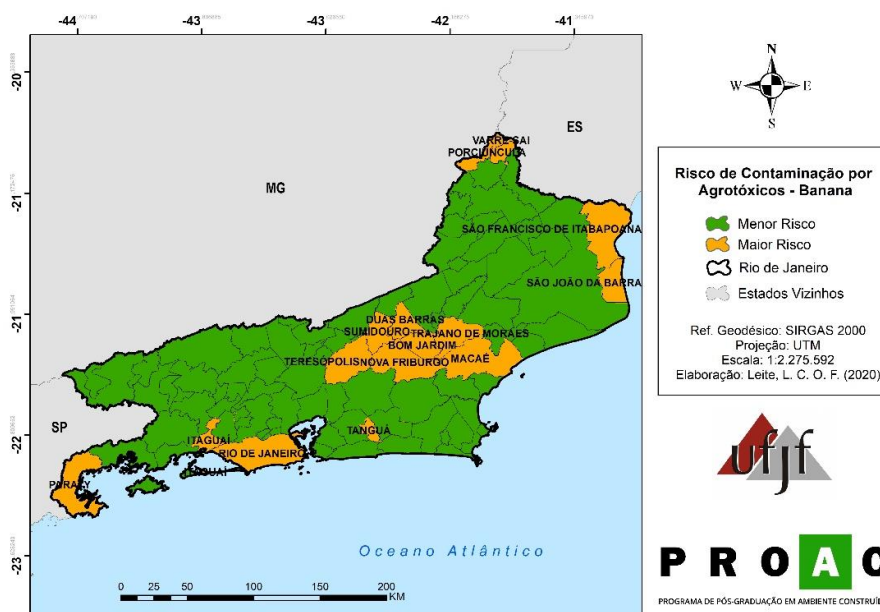 -44
-43
-43
-42
-41
-20
-21
-21
-22
-23
MG
ES
SP
VARRE-SAI
PORCIÚNCULA
SÃO FRANCISCO DE ITABAPOANA
SÃO JOÃO DA BARRA
DUAS BARRAS
SUMIDOURO
TRAJANO DE MORAES
BOM JARDIM
TERESÓPOLIS
NOVA FRIBURGO
MACAÉ
TANGUÁ
ITAGUAÍ
RIO DE JANEIRO
ITAGUAÍ
PARATY
Oceano Atlântico
0 25 50 100 150 200
KM
N
W E
S
Risco de Contaminação por
Agrotóxicos - Banana
Menor Risco
Maior Risco
Rio de Janeiro
Estados Vizinhos
Ref. Geodésico: SIRGAS 2000
Projeção: UTM
Escala: 1:2.275.592
Elaboração: Leite, L. C. O. F. (2020)
ufjf
PROAC
PROGRAMA DE PÓS-GRADUAÇÃO EM AMBIENTE CONSTRUÍ